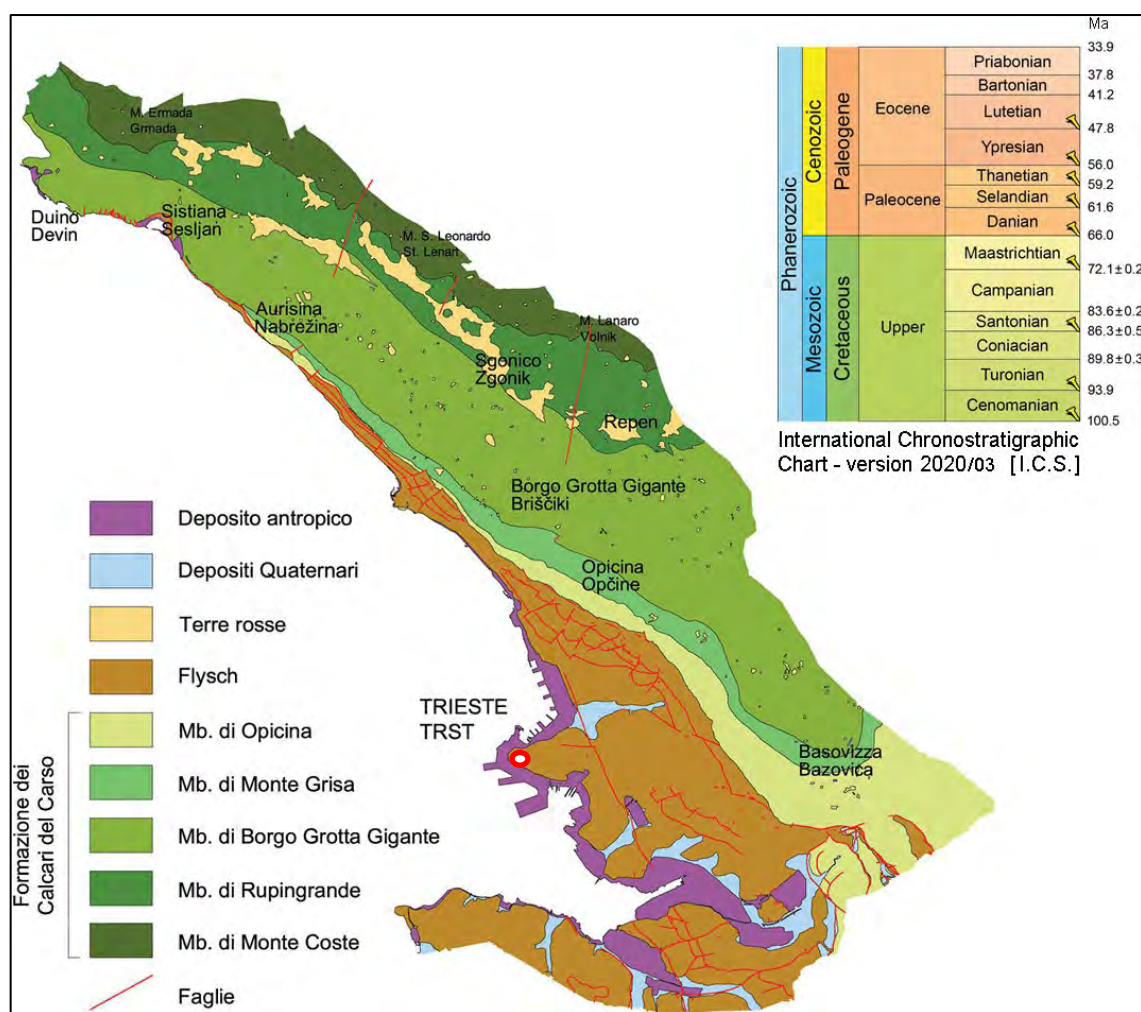 M. Ermada
Grmada
Duino
Devin
Sistiana
Sesljan
M. S. Leonardo
St. Lenart
Aurisina
Nabrežina
M. Lanaro
Volnik
Sgonico
Zgonik
Repen
Borgo Grotta Gigante
Briščiki
Opicina
Opčine
TRIESTE
TRST
Basovizza
Bazovica
Ma
Phanerozoic
Cenozoic
Mesozoic
Paleogene
Cretaceous
Eocene
Paleocene
Upper
Priabonian
Bartonian
Lutetian
Ypresian
Thanetian
Selandian
Danian
Maastrichtian
Campanian
Santonian
Coniacian
Turonian
Cenomanian
33.9
37.8
41.2
47.8
56.0
59.2
61.6
66.0
72.1 ± 0.2
83.6 ± 0.2
86.3 ± 0.5
89.8 ± 0.3
93.9
100.5
International Chronostratigraphic
Chart - version 2020/03 [I.C.S.]
Deposito antropico
Depositi Quaternari
Terre rosse
Flysch
Formazione dei
Calcari del Carso
Mb. di Opicina
Mb. di Monte Grisa
Mb. di Borgo Grotta Gigante
Mb. di Rupingrande
Mb. di Monte Coste
Faglie